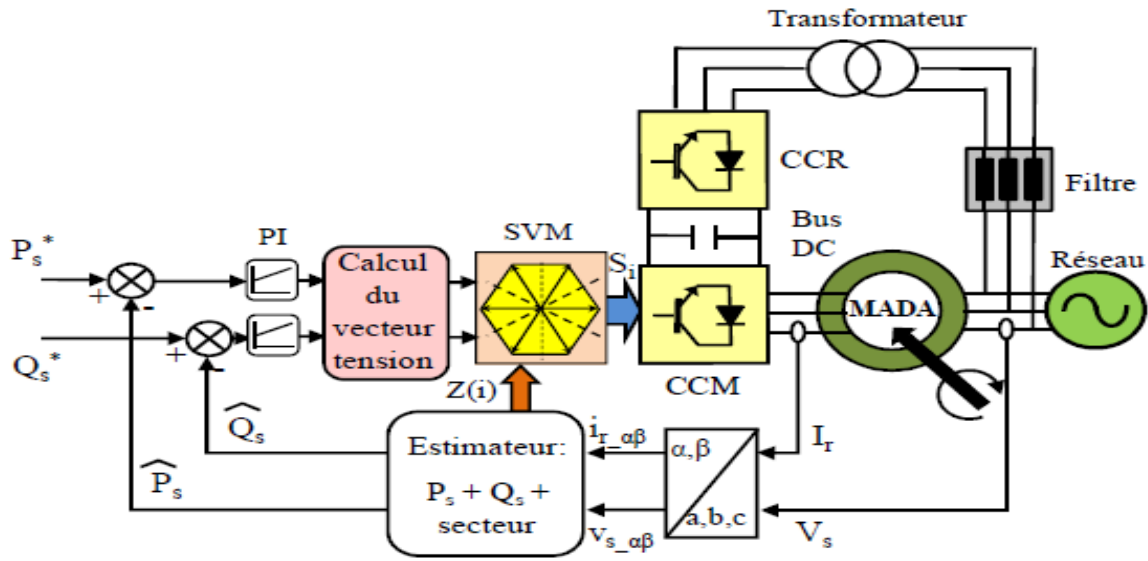 Transformateur
CCR
Filtre
Bus
DC
Réseau
P_s*
PI
SVM
S_i
+
-
Calcul
du
vecteur
tension
MADA
Q_s*
+
-
CCM
Z(i)
Q̂_s
P̂_s
Estimateur:
P_s + Q_s +
secteur
i_r_αβ
v_s_αβ
α,β
a,b,c
I_r
V_s